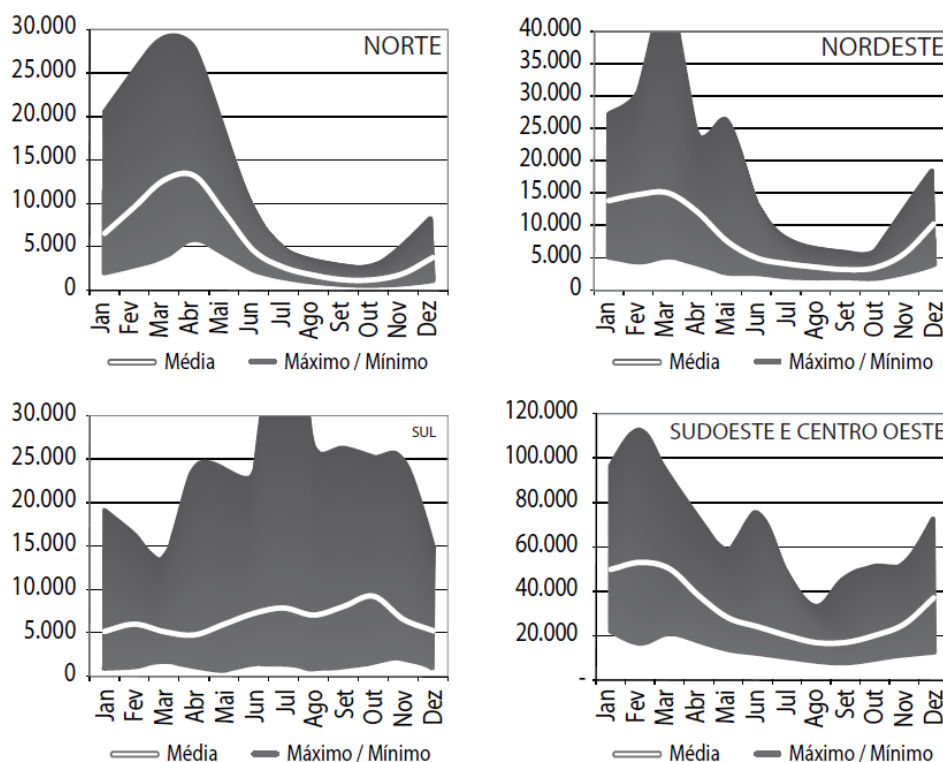 NORTE
30.000
25.000
20.000
15.000
10.000
5.000
0
Jan Fev Mar Abr Mai Jun Jul Ago Set Out Nov Dez
Média Máximo / Mínimo
NORDESTE
40.000
35.000
30.000
25.000
20.000
15.000
10.000
5.000
0
Jan Fev Mar Abr Mai Jun Jul Ago Set Out Nov Dez
Média Máximo / Mínimo
SUL
30.000
25.000
20.000
15.000
10.000
5.000
0
Jan Fev Mar Abr Mai Jun Jul Ago Set Out Nov Dez
Média Máximo / Mínimo
SUDOESTE E CENTRO OESTE
120.000
100.000
80.000
60.000
40.000
20.000
-
Jan Fev Mar Abr Mai Jun Jul Ago Set Out Nov Dez
Média Máximo / Mínimo